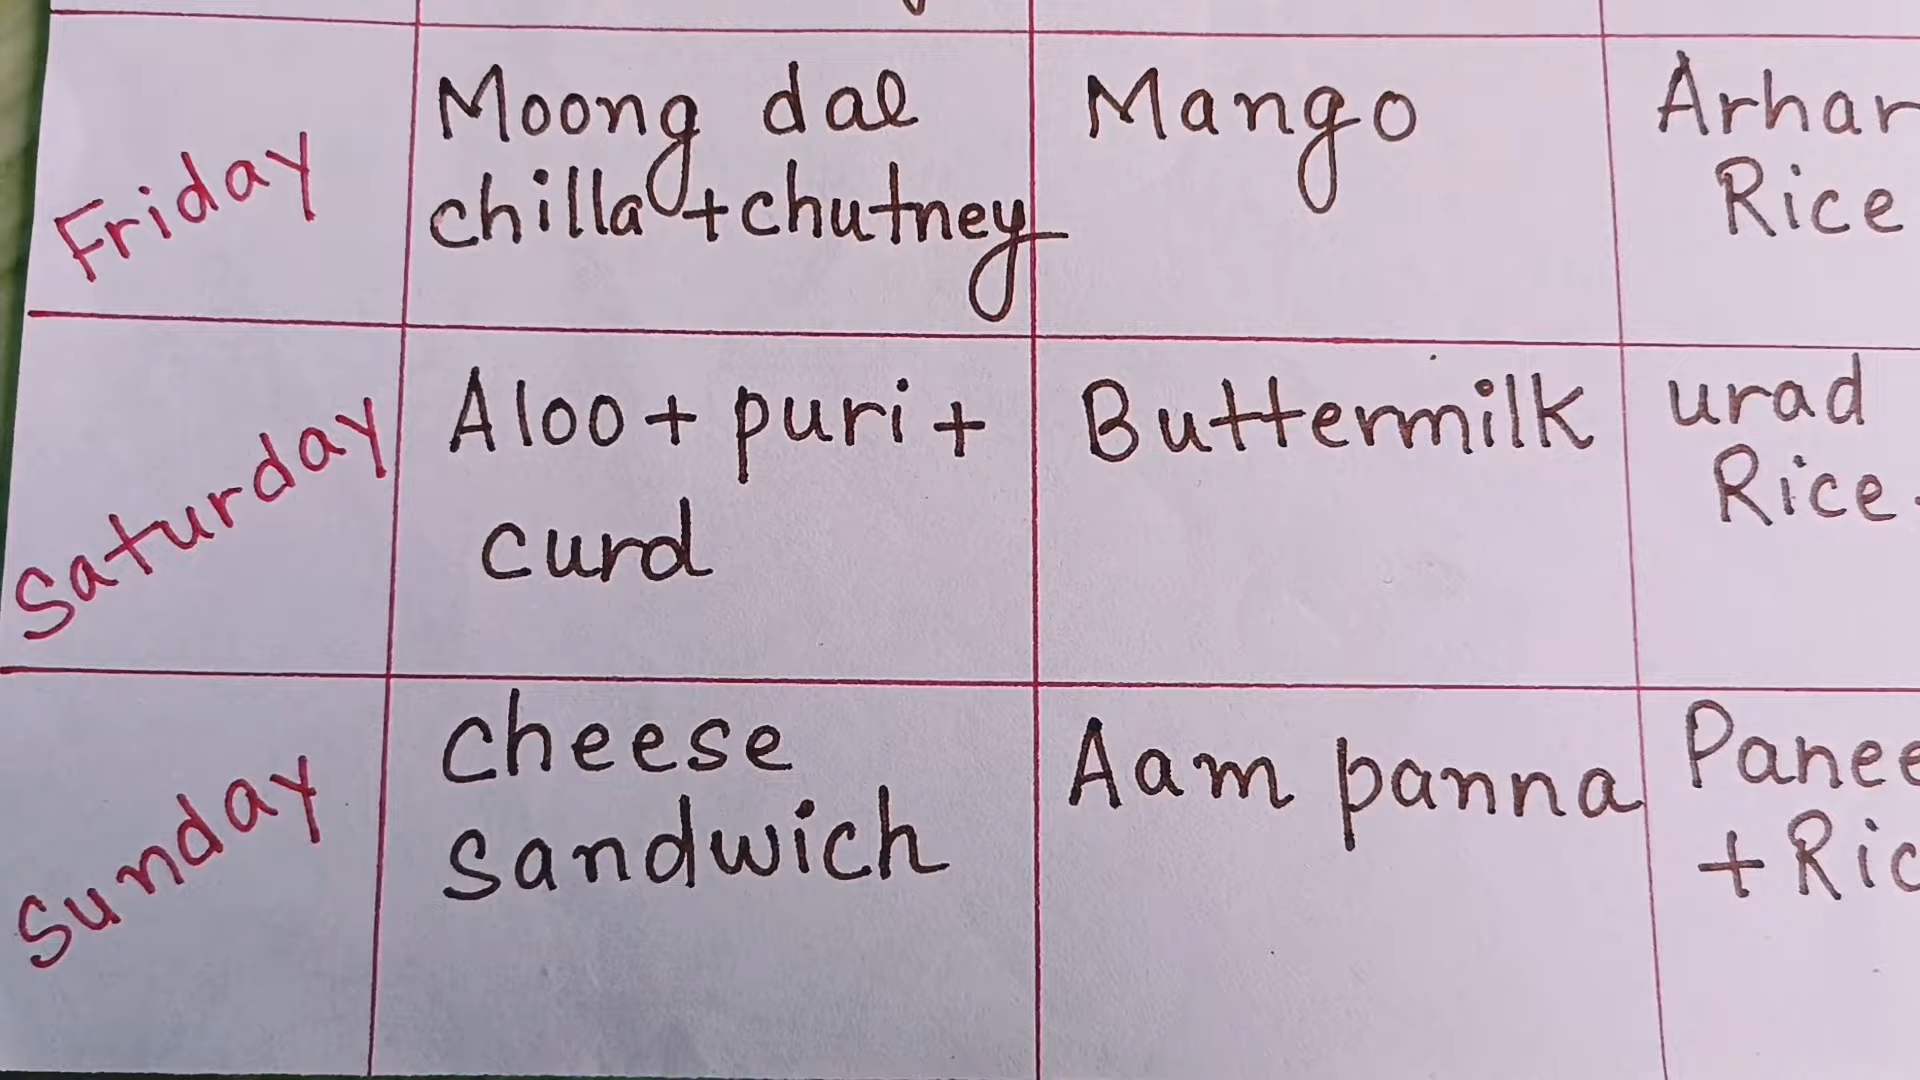 Friday
Moong dal
chilla + chutney
Mango
Arhar
Rice
Saturday
Aloo + puri +
curd
Buttermilk
urad
Rice
Sunday
cheese
sandwich
Aam panna
Panee
+ Ric